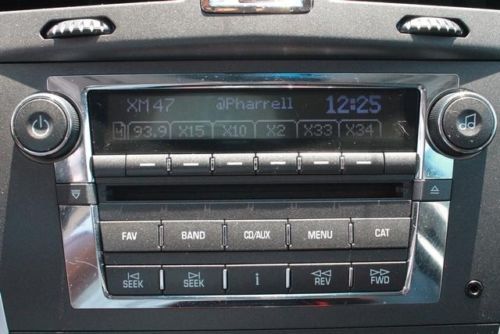 XM47 @Pharrell 12:25
4 93.9 X15 X10 X2 X33 X34
FAV BAND CD/AUX MENU CAT
SEEK SEEK i REV FWD